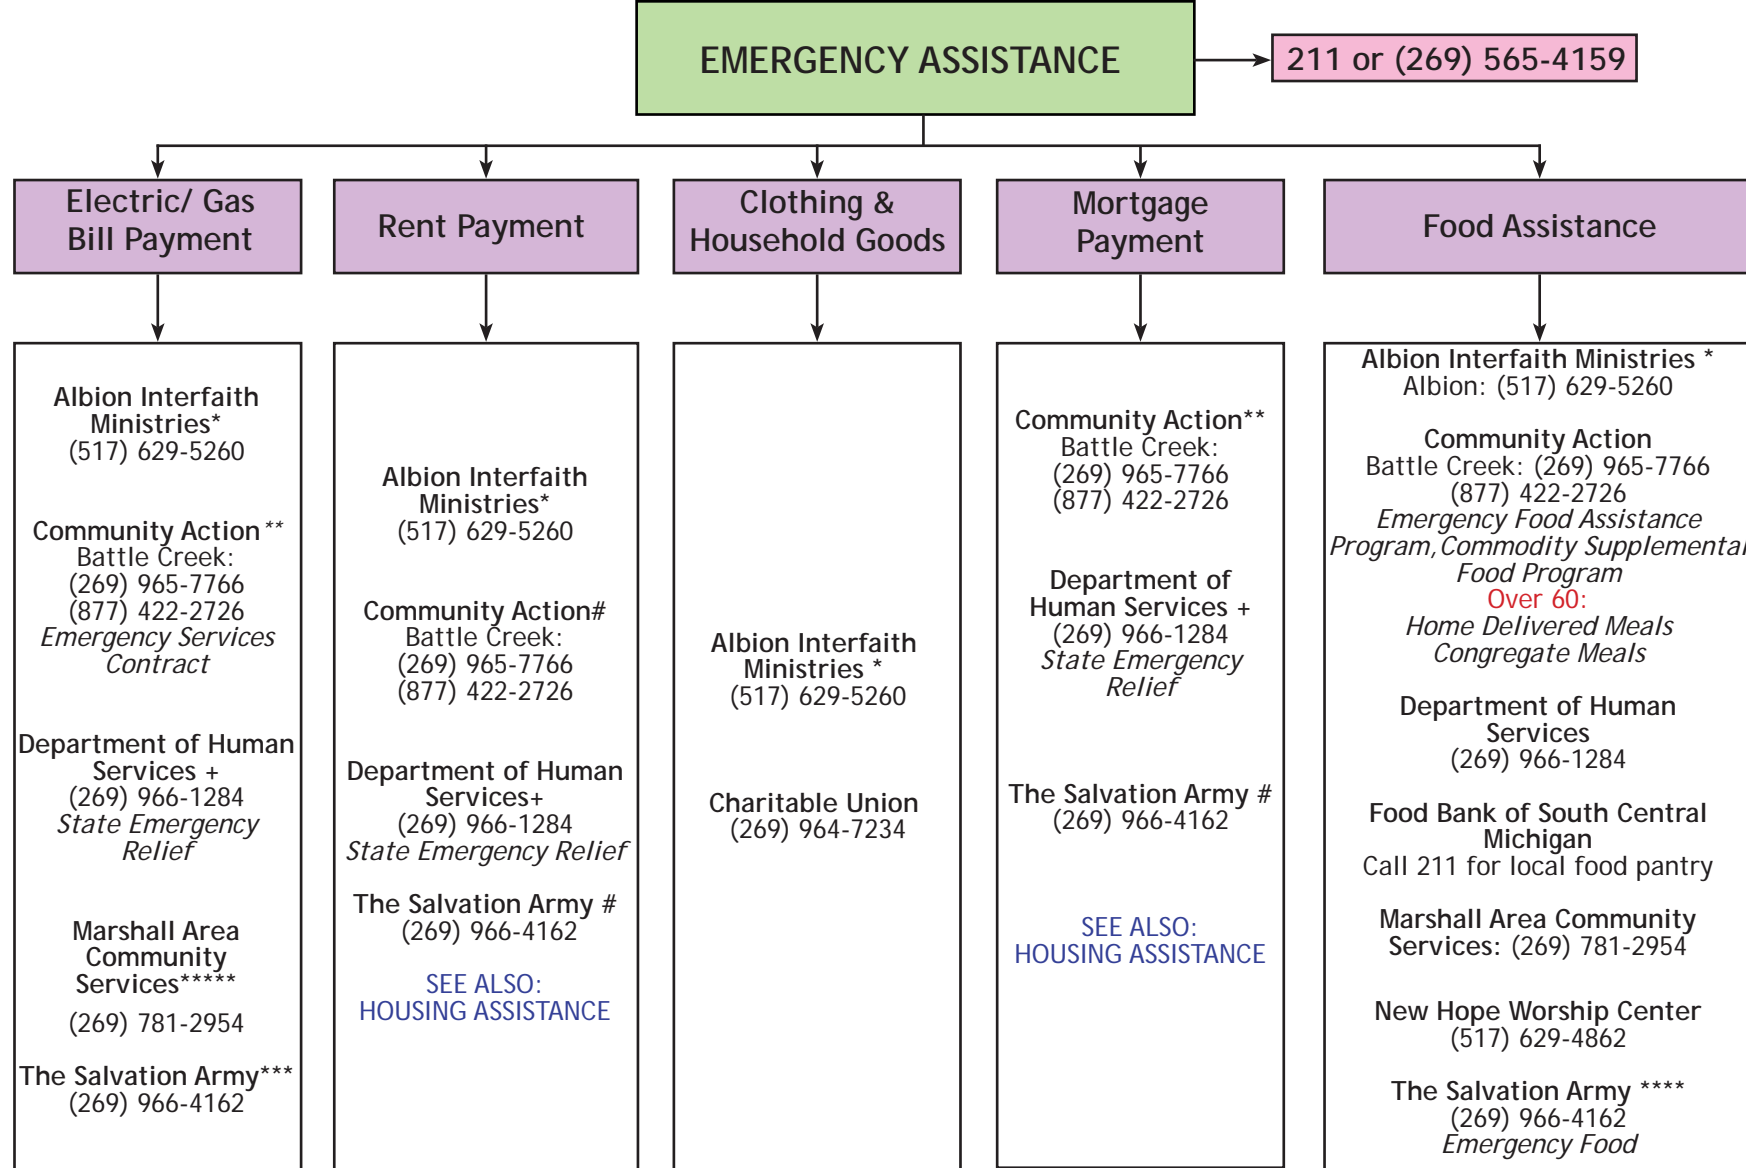 EMERGENCY ASSISTANCE
211 or (269) 565-4159
Electric/ Gas
Bill Payment
Albion Interfaith
Ministries*
(517) 629-5260
Community Action **
Battle Creek:
(269) 965-7766
(877) 422-2726
Emergency Services
Contract
Department of Human
Services +
(269) 966-1284
State Emergency
Relief
Marshall Area
Community
Services*****
(269) 781-2954
The Salvation Army***
(269) 966-4162
Rent Payment
Albion Interfaith
Ministries*
(517) 629-5260
Community Action#
Battle Creek:
(269) 965-7766
(877) 422-2726
Department of Human
Services+
(269) 966-1284
State Emergency Relief
The Salvation Army #
(269) 966-4162
SEE ALSO:
HOUSING ASSISTANCE
Clothing &
Household Goods
Albion Interfaith
Ministries *
(517) 629-5260
Charitable Union
(269) 964-7234
Mortgage
Payment
Community Action**
Battle Creek:
(269) 965-7766
(877) 422-2726
Department of
Human Services +
(269) 966-1284
State Emergency
Relief
The Salvation Army #
(269) 966-4162
SEE ALSO:
HOUSING ASSISTANCE
Food Assistance
Albion Interfaith Ministries *
Albion: (517) 629-5260
Community Action
Battle Creek: (269) 965-7766
(877) 422-2726
Emergency Food Assistance
Program, Commodity Supplemental
Food Program
Over 60:
Home Delivered Meals
Congregate Meals
Department of Human
Services
(269) 966-1284
Food Bank of South Central
Michigan
Call 211 for local food pantry
Marshall Area Community
Services: (269) 781-2954
New Hope Worship Center
(517) 629-4862
The Salvation Army ****
(269) 966-4162
Emergency Food